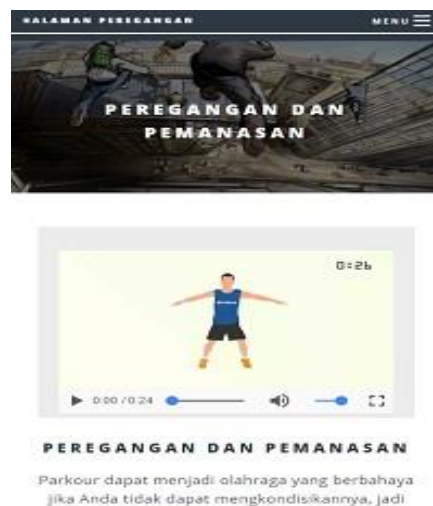 HALAMAN PEREGANGAN
MENU
PEREGANGAN DAN
PEMANASAN
0:26
0:00 / 0:24
PEREGANGAN DAN PEMANASAN
Parkour dapat menjadi olahraga yang berbahaya
jika Anda tidak dapat mengkondisikannya, jadi